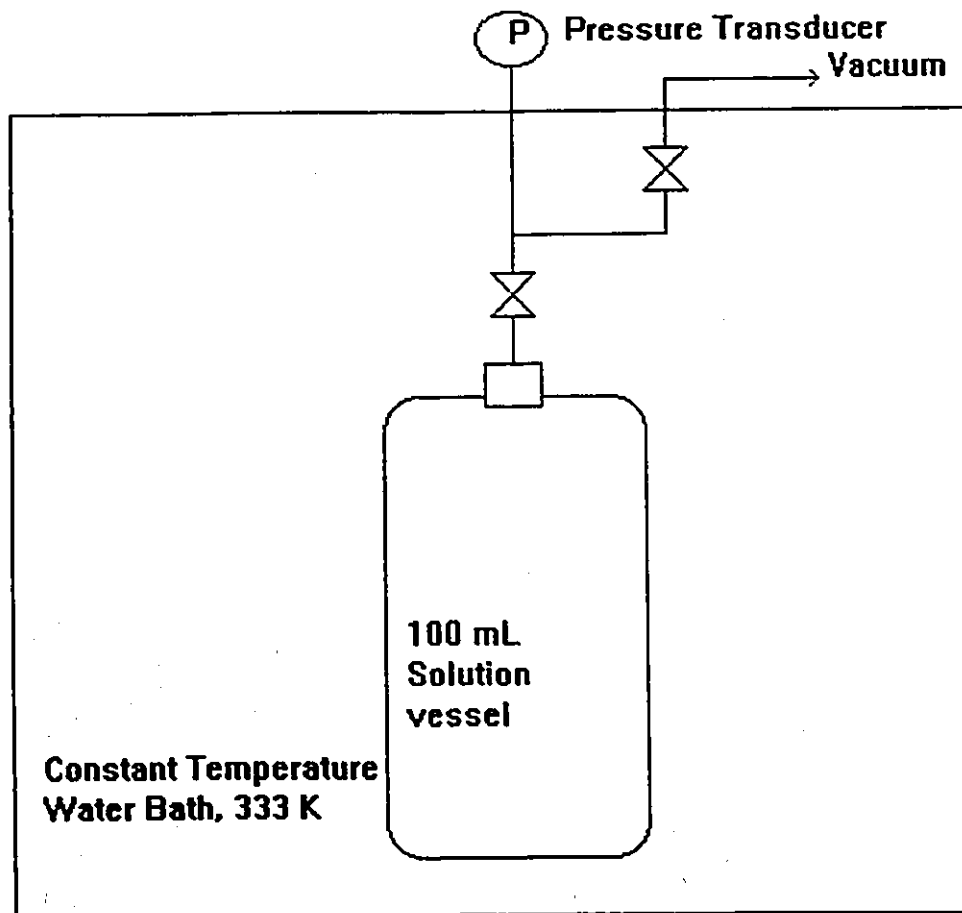 P
Pressure Transducer
Vacuum
100 mL
Solution
vessel
Constant Temperature
Water Bath, 333 K